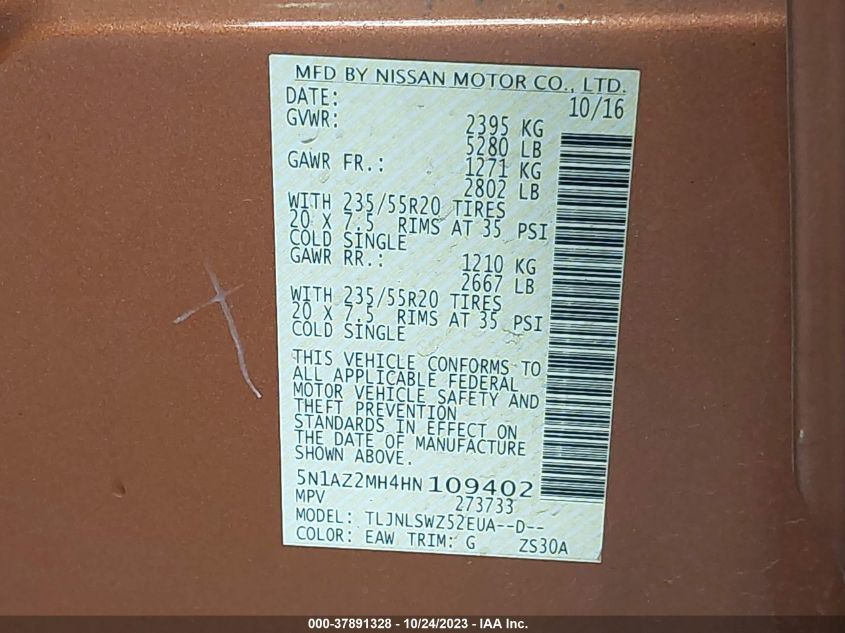 MFD BY NISSAN MOTOR CO., LTD.
DATE: 10/16
GVWR: 2395 KG
5280 LB
GAWR FR.: 1271 KG
2802 LB
WITH 235/55R20 TIRES
20 X 7.5 RIMS AT 35 PSI
COLD SINGLE
GAWR RR.: 1210 KG
2667 LB
WITH 235/55R20 TIRES
20 X 7.5 RIMS AT 35 PSI
COLD SINGLE
THIS VEHICLE CONFORMS TO
ALL APPLICABLE FEDERAL
MOTOR VEHICLE SAFETY AND
THEFT PREVENTION
STANDARDS IN EFFECT ON
THE DATE OF MANUFACTURE
SHOWN ABOVE.
5N1AZ2MH4HN109402
MPV 273733
MODEL: TLJNLSWZ52EUA--D--
COLOR: EAW TRIM: G ZS30A
000-37891328 - 10/24/2023 - IAA Inc.